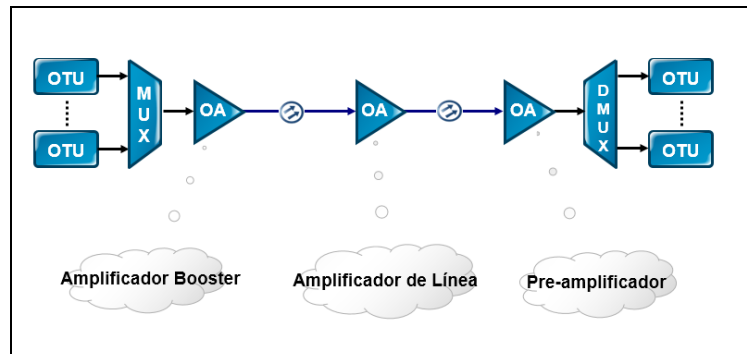 OTU
OTU
MUX
OA
OA
OA
DMUX
OTU
OTU
Amplificador Booster
Amplificador de Línea
Pre-amplificador